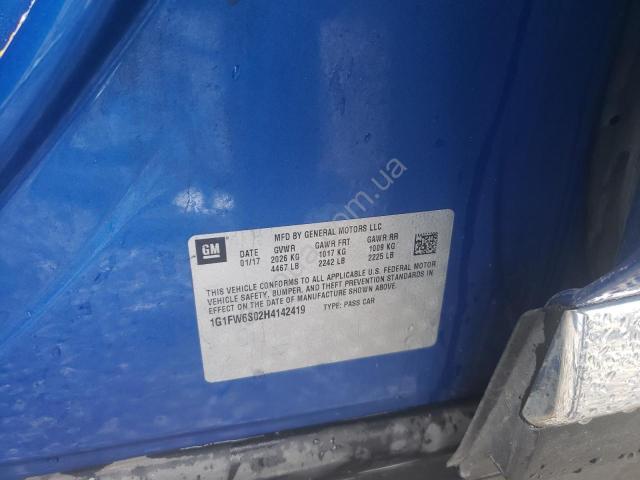 GM
MFD BY GENERAL MOTORS LLC
DATE GVWR GAWR FRT GAWR RR
01/17 2026 KG 1017 KG 1009 KG
4467 LB 2242 LB 2225 LB
THIS VEHICLE CONFORMS TO ALL APPLICABLE U.S. FEDERAL MOTOR
VEHICLE SAFETY, BUMPER, AND THEFT PREVENTION STANDARDS IN
EFFECT ON THE DATE OF MANUFACTURE SHOWN ABOVE.
1G1FW6S02H4142419 TYPE: PASS CAR